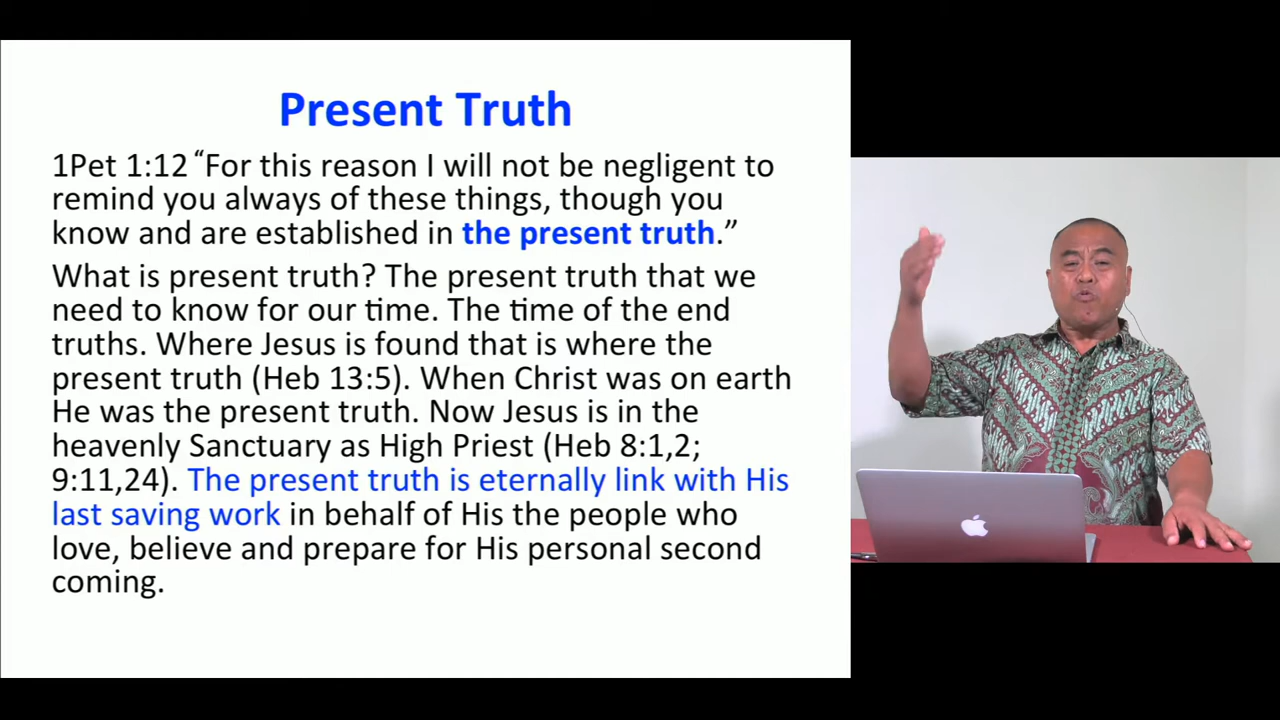 Present Truth
1Pet 1:12 “For this reason I will not be negligent to
remind you always of these things, though you
know and are established in the present truth.”
What is present truth? The present truth that we
need to know for our time. The time of the end
truths. Where Jesus is found that is where the
present truth (Heb 13:5). When Christ was on earth
He was the present truth. Now Jesus is in the
heavenly Sanctuary as High Priest (Heb 8:1,2;
9:11,24). The present truth is eternally link with His
last saving work in behalf of His the people who
love, believe and prepare for His personal second
coming.